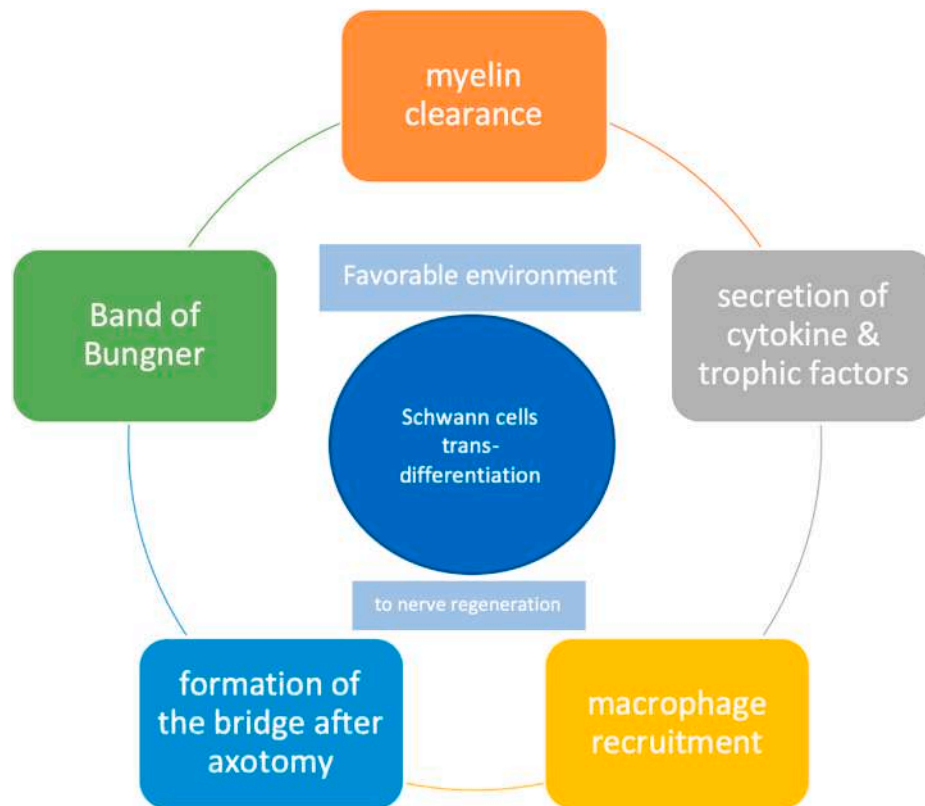 myelin
clearance
Favorable environment
secretion of
cytokine &
trophic factors
Band of
Bungner
Schwann cells
trans-
differentiation
to nerve regeneration
formation of
the bridge after
axotomy
macrophage
recruitment